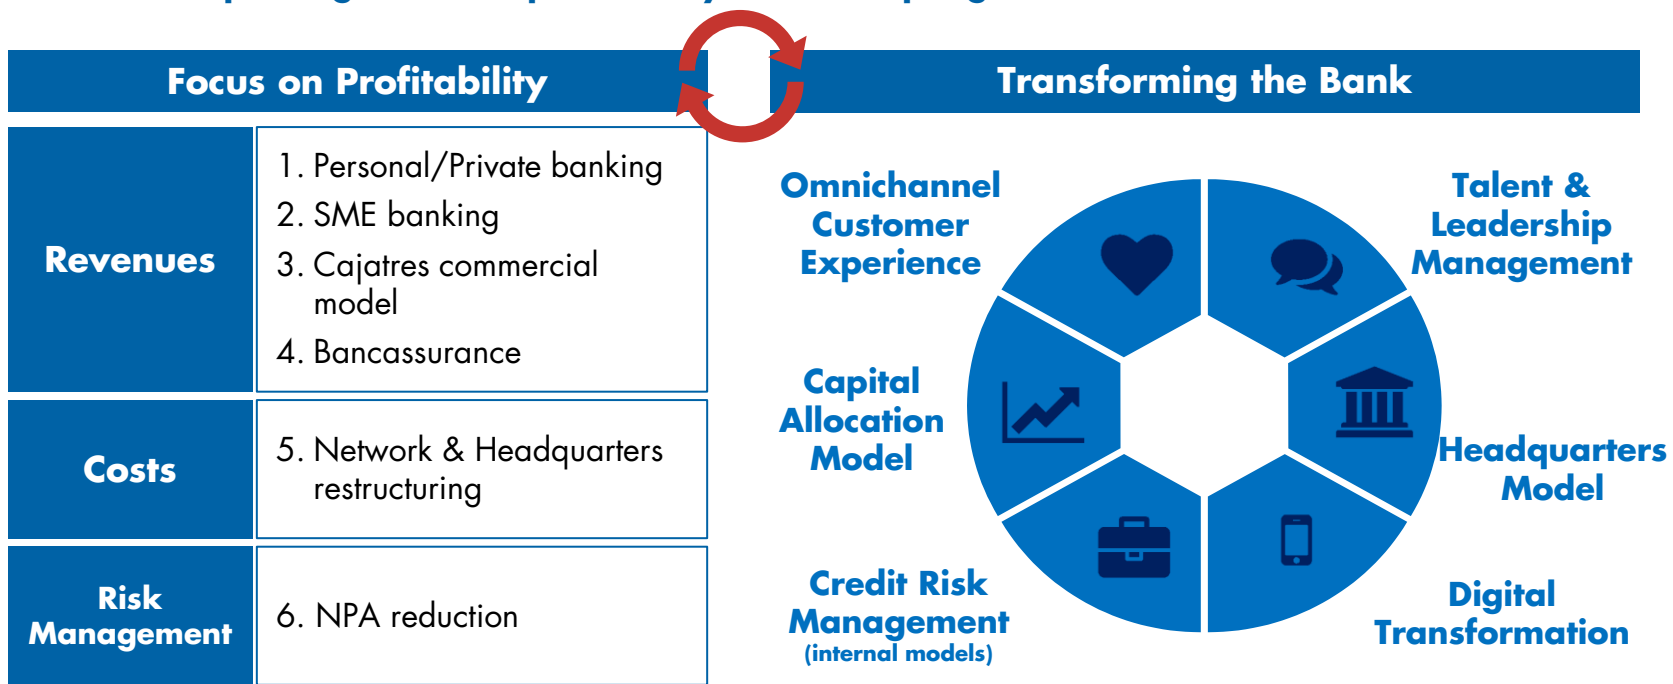 Focus on Profitability
Transforming the Bank
Revenues
1. Personal/Private banking
2. SME banking
3. Cajatres commercial
model
4. Bancassurance
Costs
5. Network & Headquarters
restructuring
Risk
Management
6. NPA reduction
Omnichannel
Customer
Experience
Talent &
Leadership
Management
Capital
Allocation
Model
Headquarters
Model
Credit Risk
Management
(internal models)
Digital
Transformation